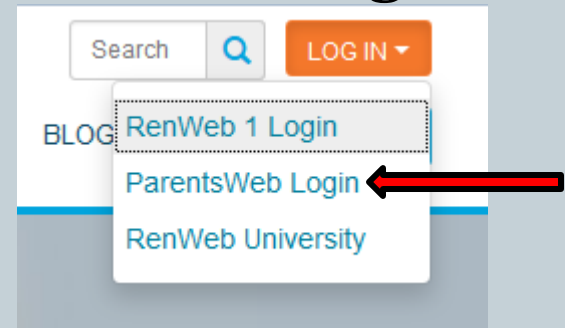 Search
LOG IN
BLOG
RenWeb 1 Login
ParentsWeb Login
RenWeb University